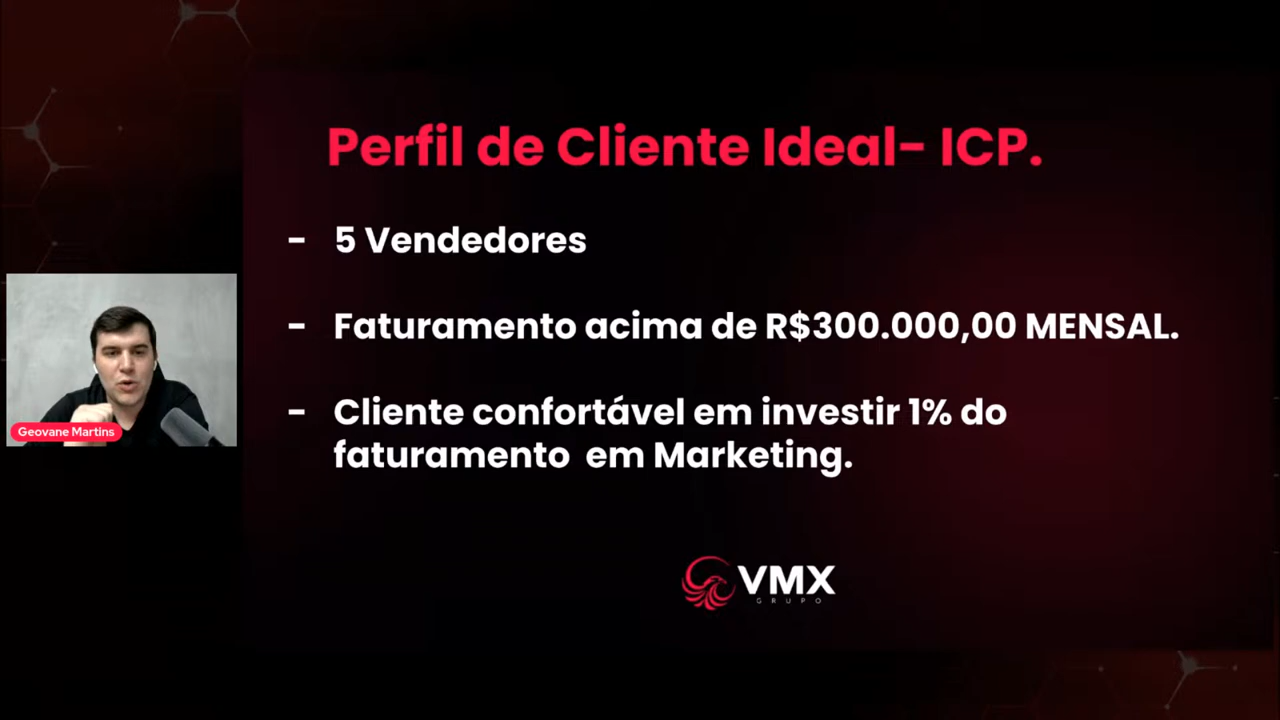 Perfil de Cliente Ideal- ICP.
- 5 Vendedores
- Faturamento acima de R$300.000,00 MENSAL.
- Cliente confortável em investir 1% do
faturamento em Marketing.
Geovane Martins
VMX
GRUPO